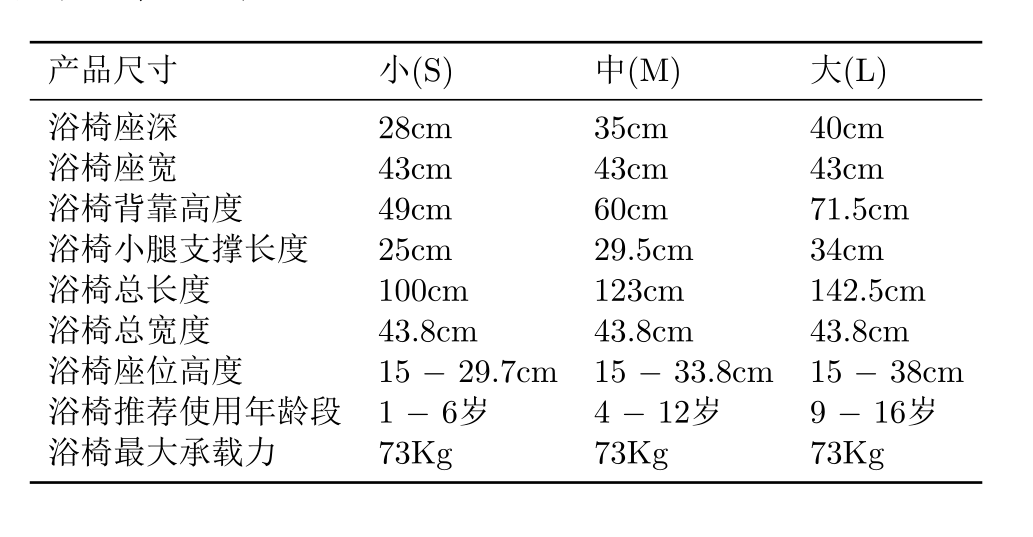 产品尺寸 小(S) 中(M) 大(L)
浴椅座深 28cm 35cm 40cm
浴椅座宽 43cm 43cm 43cm
浴椅背靠高度 49cm 60cm 71.5cm
浴椅小腿支撑长度 25cm 29.5cm 34cm
浴椅总长度 100cm 123cm 142.5cm
浴椅总宽度 43.8cm 43.8cm 43.8cm
浴椅座位高度 15 − 29.7cm 15 − 33.8cm 15 − 38cm
浴椅推荐使用年龄段 1 − 6岁 4 − 12岁 9 − 16岁
浴椅最大承载力 73Kg 73Kg 73Kg